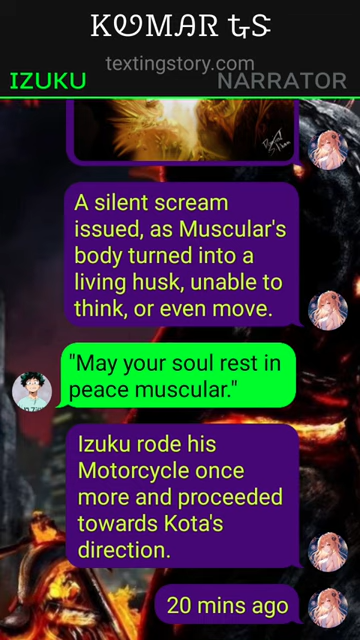 KUMAR GS
textingstory.com
IZUKU
NARRATOR
A silent scream
issued, as Muscular's
body turned into a
living husk, unable to
think, or even move.
"May your soul rest in
peace muscular."
Izuku rode his
Motorcycle once
more and proceeded
towards Kota's
direction.
20 mins ago